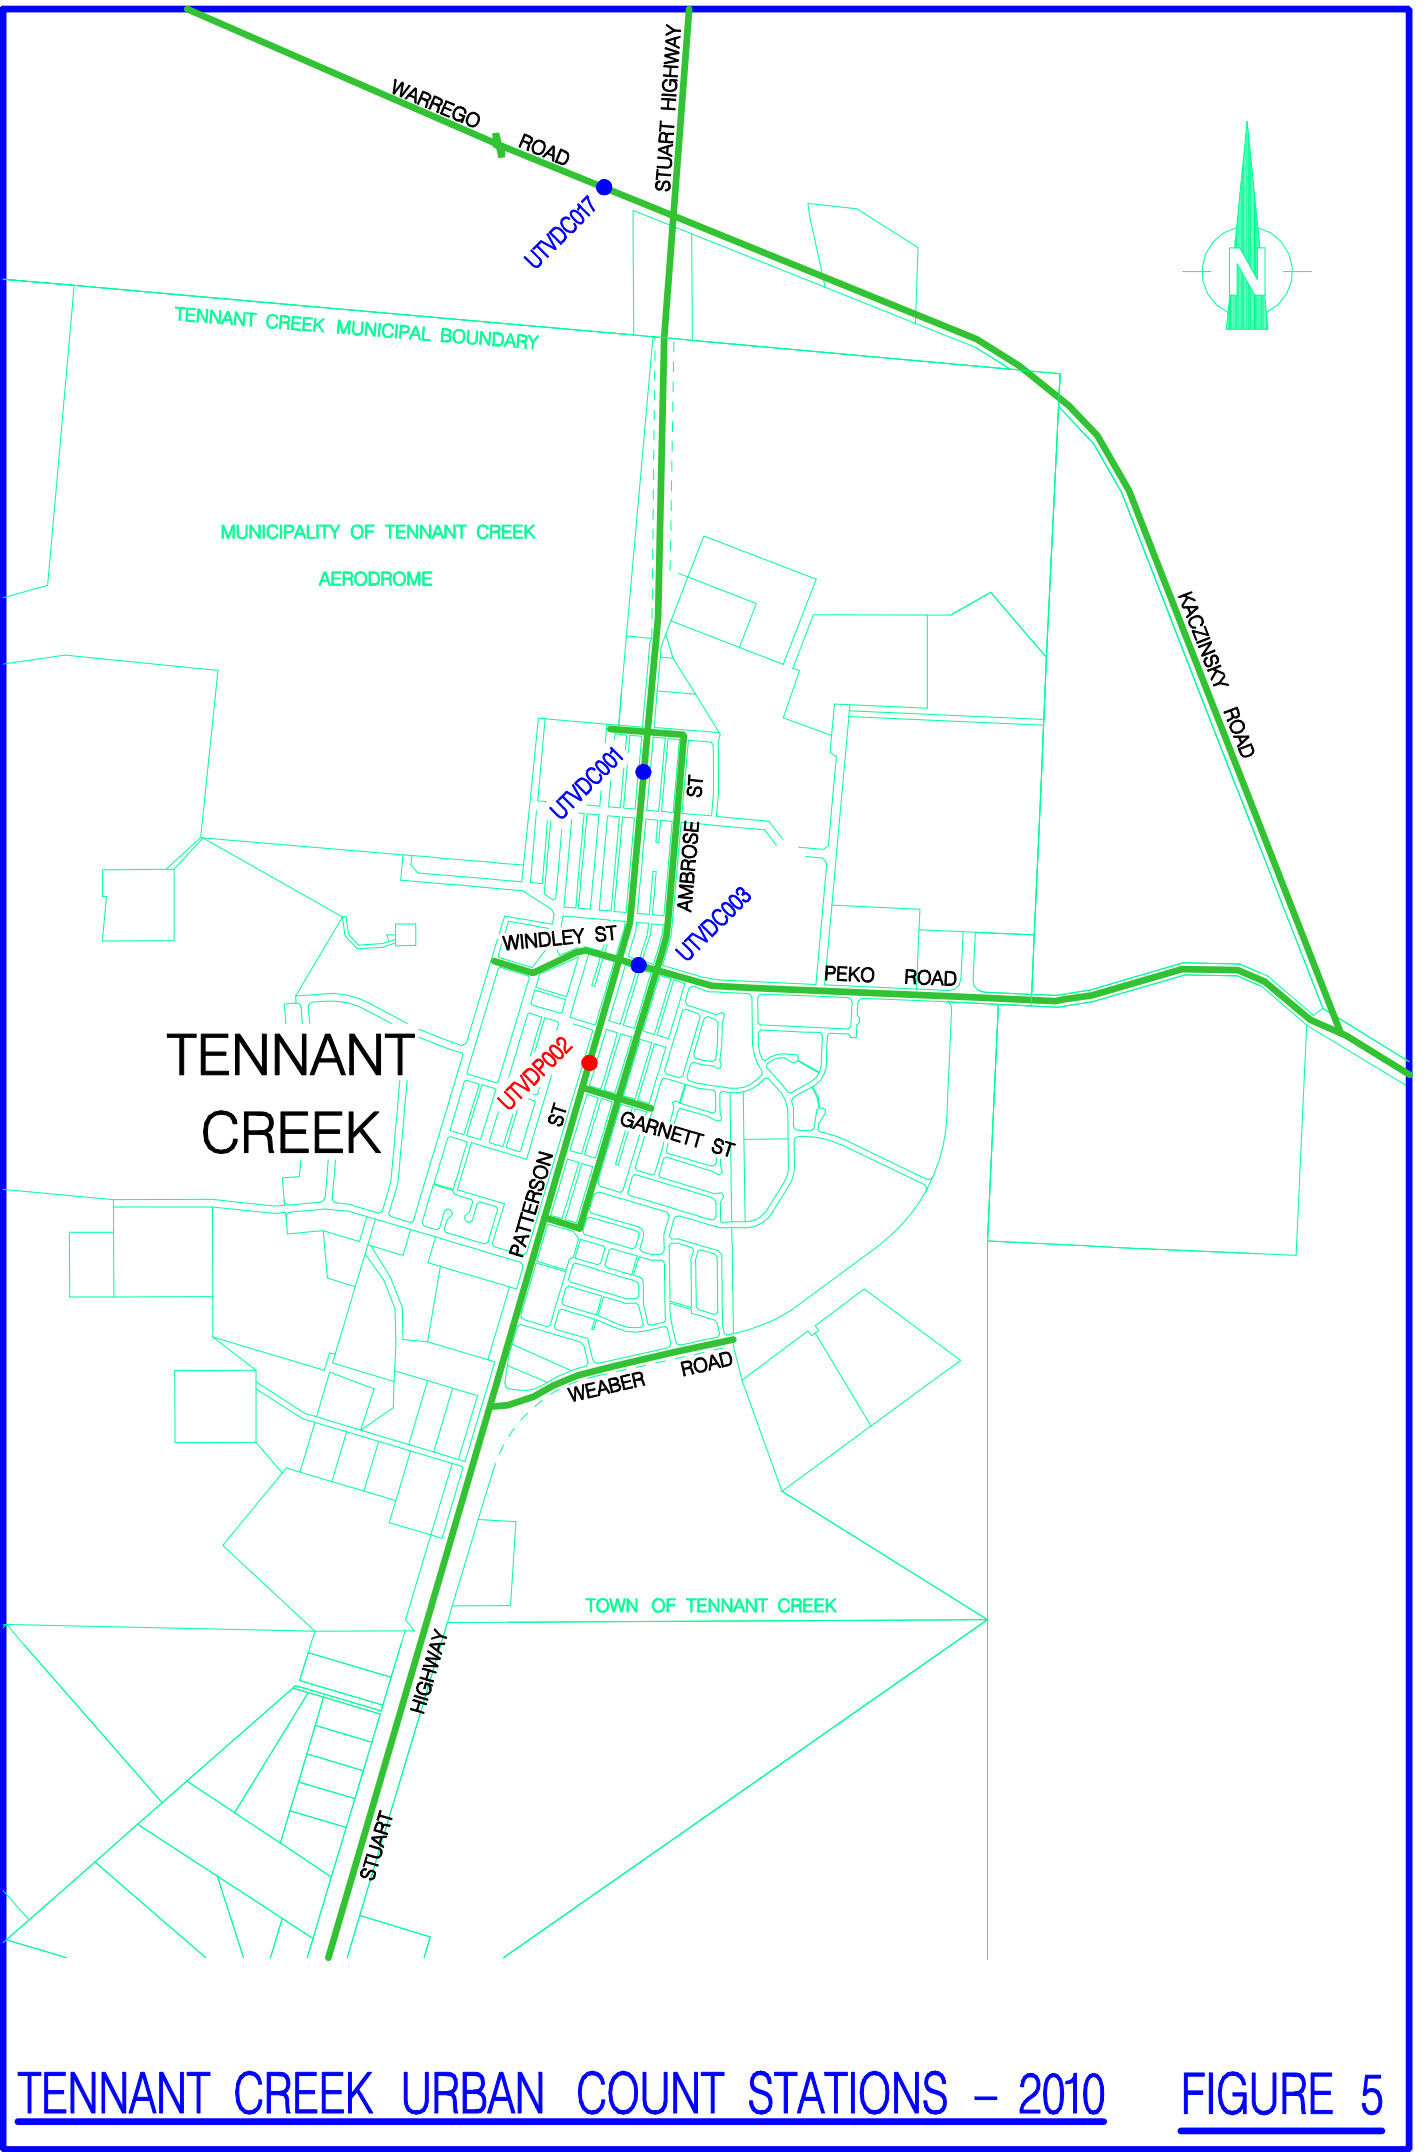 WARREGO ROAD
STUART HIGHWAY
UTVDC017
N
TENNANT CREEK MUNICIPAL BOUNDARY
MUNICIPALITY OF TENNANT CREEK
AERODROME
KACZINSKY ROAD
UTVDC001
AMBROSE ST
UTVDC003
WINDLEY ST
PEKO ROAD
TENNANT
CREEK
UTVDP002
GARNETT ST
PATTERSON ST
WEABER ROAD
TOWN OF TENNANT CREEK
STUART HIGHWAY
TENNANT CREEK URBAN COUNT STATIONS - 2010 FIGURE 5